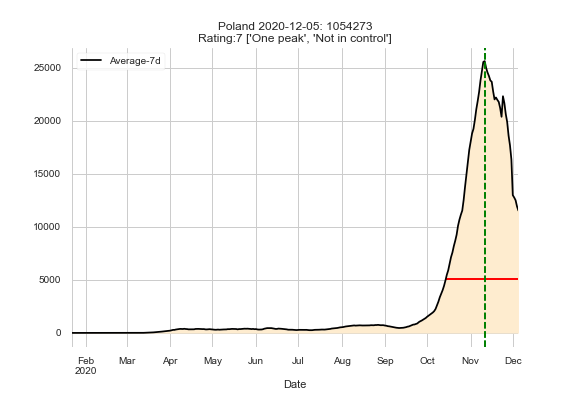 Poland 2020-12-05: 1054273
Rating:7 ['One peak', 'Not in control']
Average-7d
25000
20000
15000
10000
5000
0
Feb Mar Apr May Jun Jul Aug Sep Oct Nov Dec
2020
Date